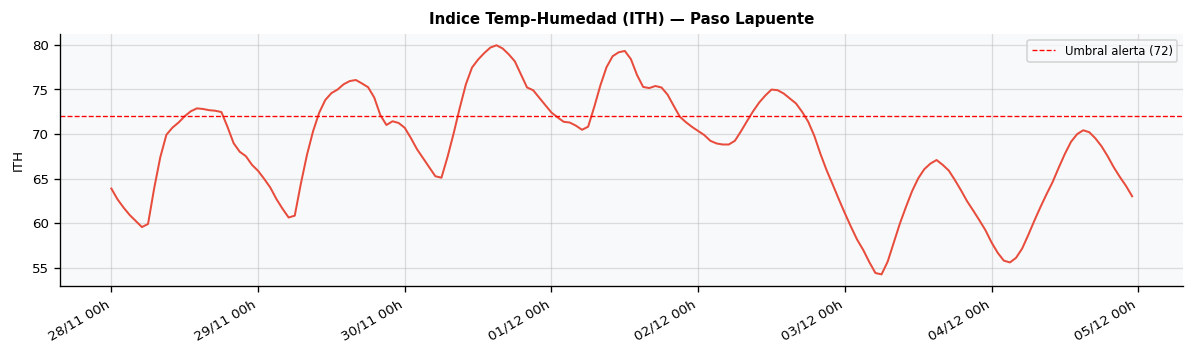 Indice Temp-Humedad (ITH) — Paso Lapuente
Umbral alerta (72)
ITH
80
75
70
65
60
55
28/11 00h
29/11 00h
30/11 00h
01/12 00h
02/12 00h
03/12 00h
04/12 00h
05/12 00h